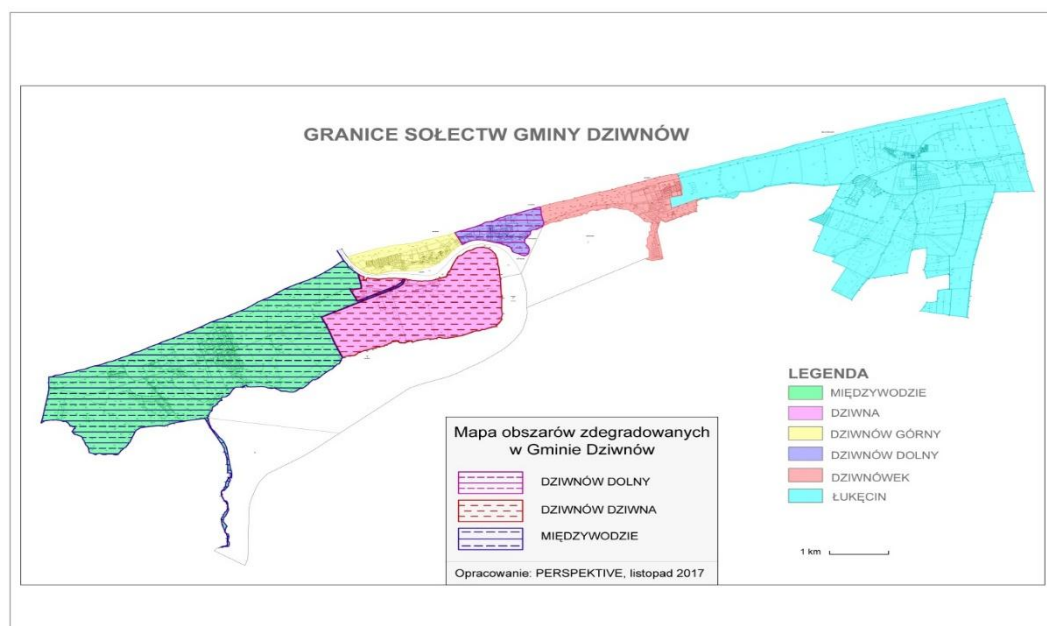 GRANICE SOŁECTW GMINY DZIWNÓW
LEGENDA
MIĘDZYWODZIE
DZIWNA
DZIWNÓW GÓRNY
DZIWNÓW DOLNY
DZIWNÓWEK
ŁUKĘCIN
1 km
Mapa obszarów zdegradowanych
w Gminie Dziwnów
DZIWNÓW DOLNY
DZIWNÓW DZIWNA
MIĘDZYWODZIE
Opracowanie: PERSPEKTIVE, listopad 2017